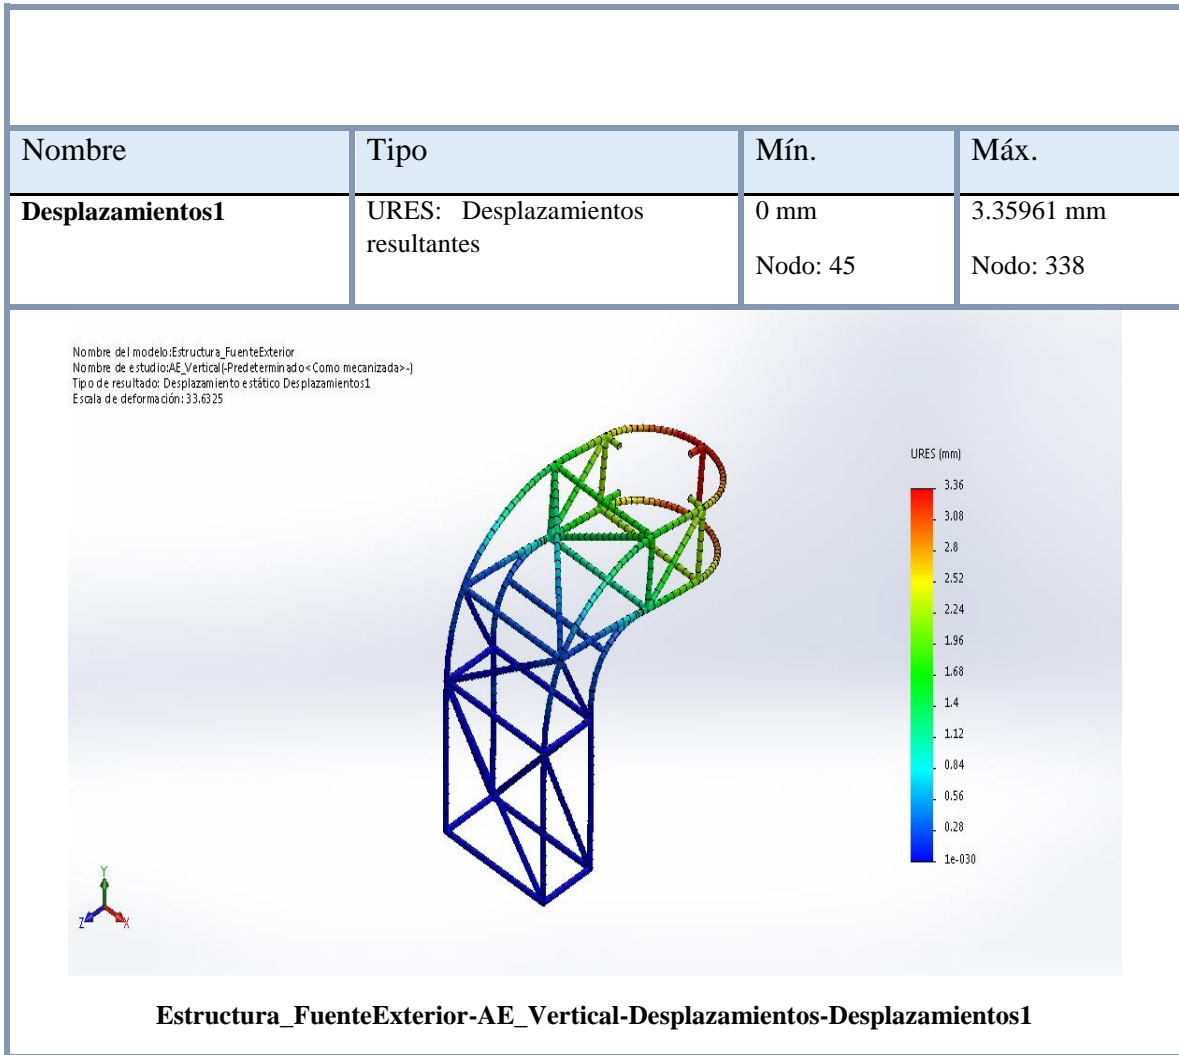 Nombre Tipo Mín. Máx.
Desplazamientos1 URES: Desplazamientos 0 mm 3.35961 mm
resultantes
Nodo: 45 Nodo: 338
Nombre del modelo:Estructura_FuenteExterior
Nombre de estudio:AE_Vertical(-Predeterminado<Como mecanizada>-)
Tipo de resultado: Desplazamiento estático Desplazamientos1
Escala de deformación: 33.6325
URES (mm)
3.36
3.08
2.8
2.52
2.24
1.96
1.68
1.4
1.12
0.84
0.56
0.28
1e-030
Y
Z X
Estructura_FuenteExterior-AE_Vertical-Desplazamientos-Desplazamientos1